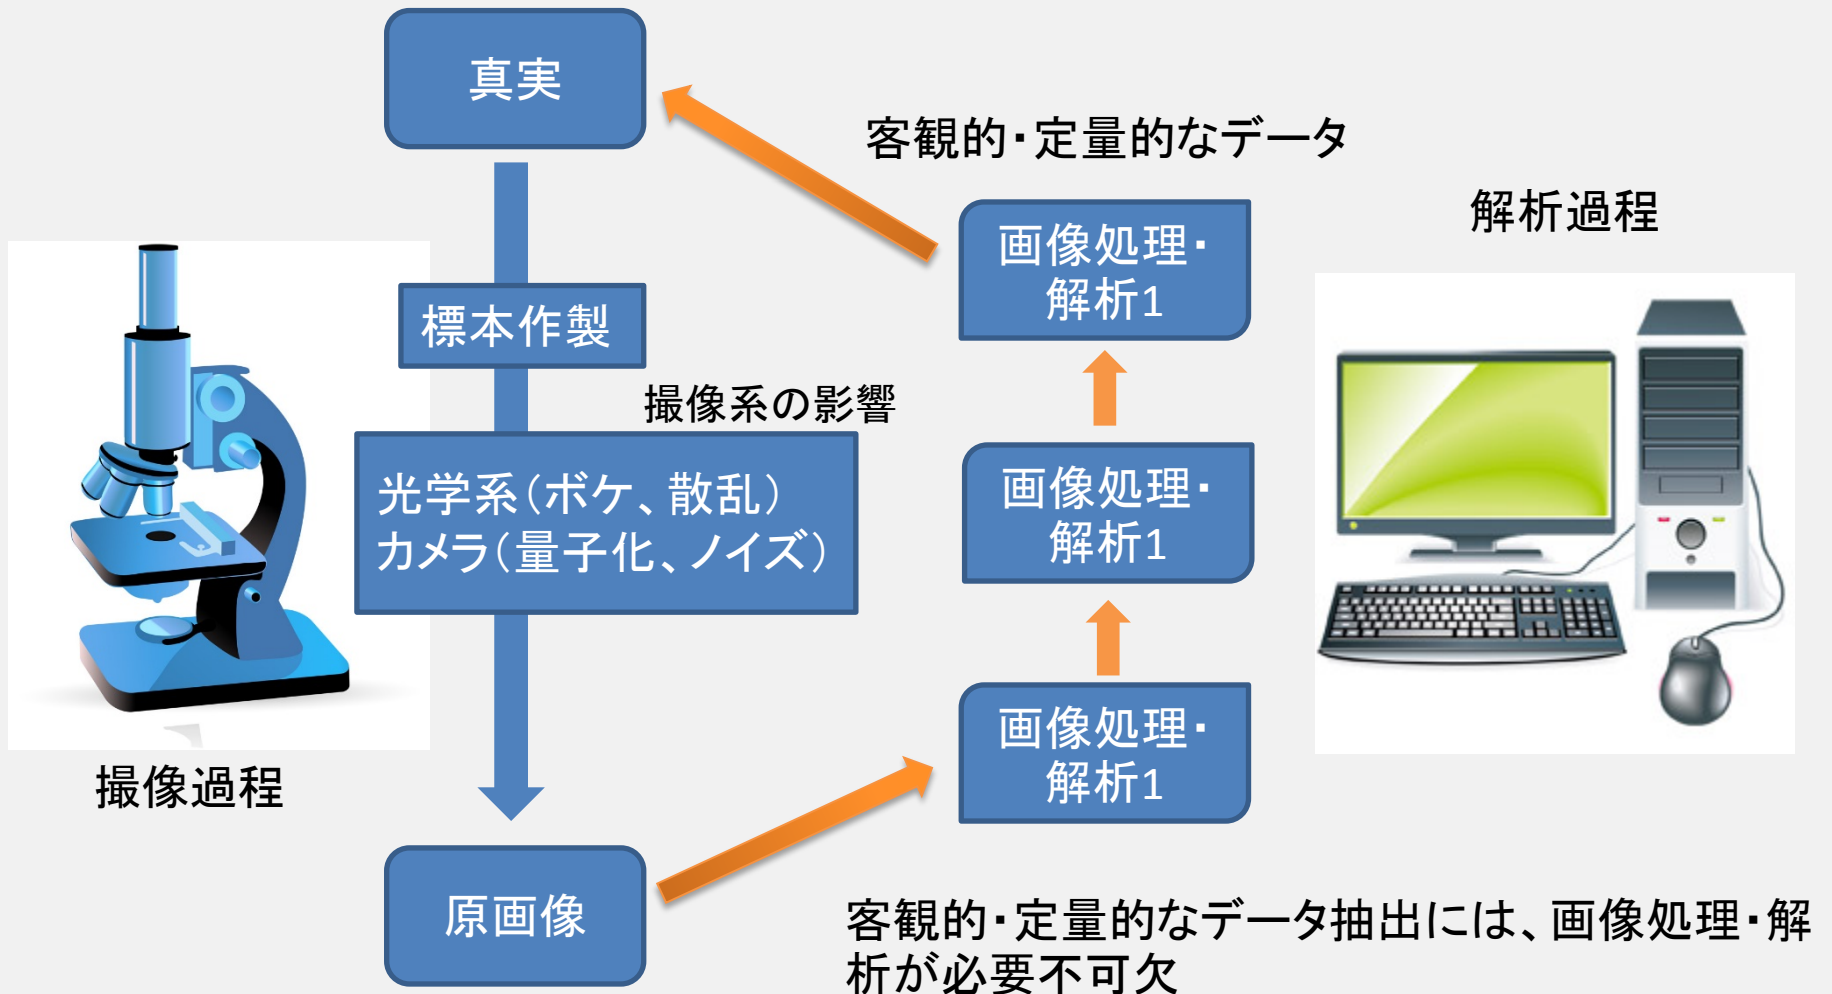 真実
客観的・定量的なデータ
解析過程
画像処理・
解析1
標本作製
撮像系の影響
光学系(ボケ、散乱)
カメラ(量子化、ノイズ)
画像処理・
解析1
画像処理・
解析1
撮像過程
原画像
客観的・定量的なデータ抽出には、画像処理・解
析が必要不可欠